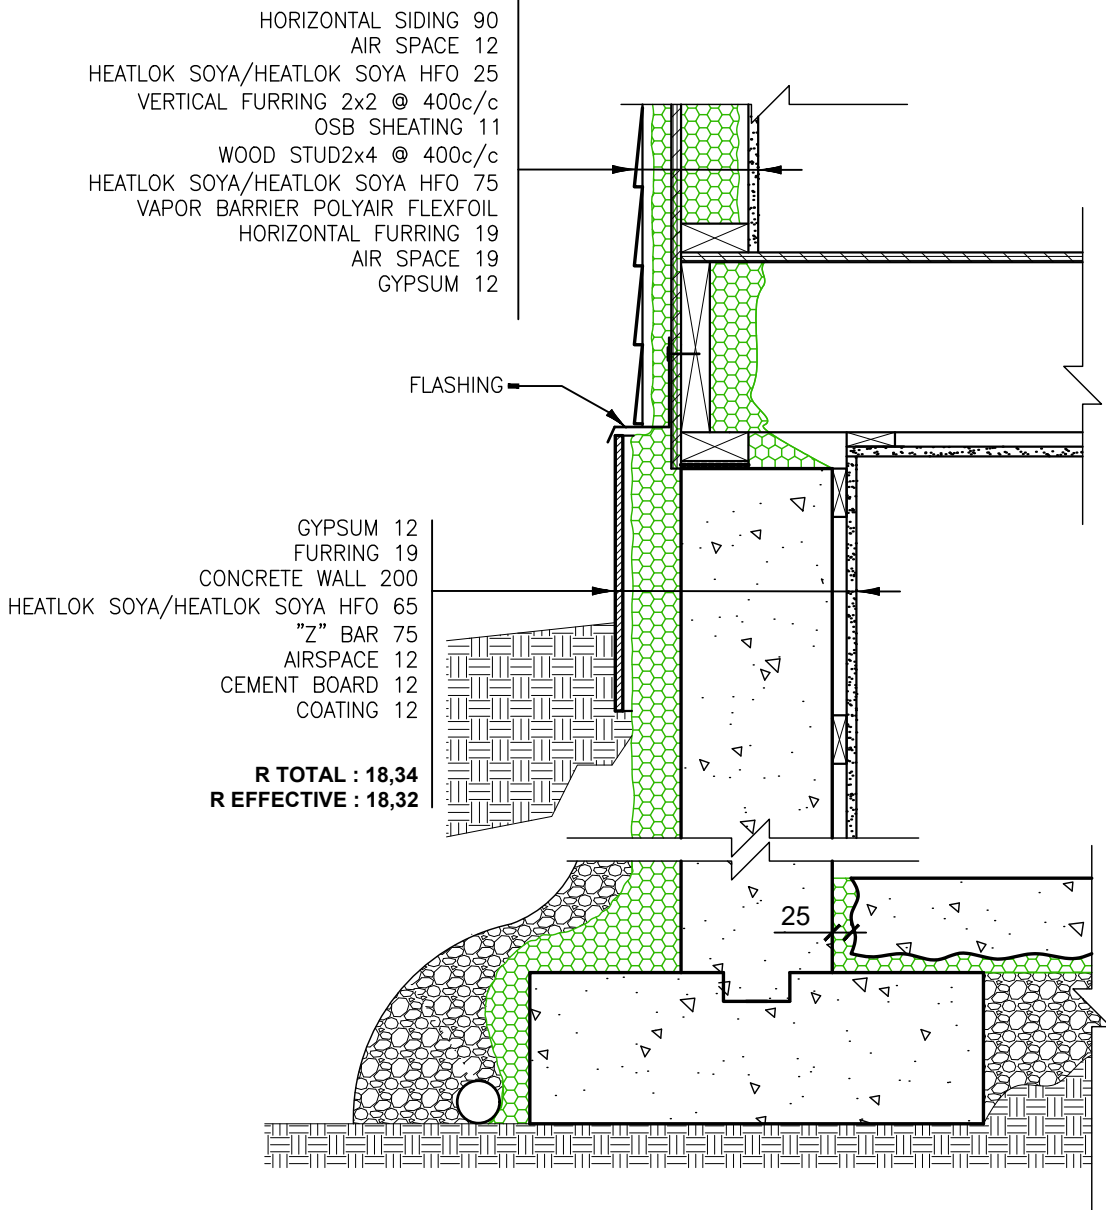 HORIZONTAL SIDING 90
AIR SPACE 12
HEATLOK SOYA/HEATLOK SOYA HFO 25
VERTICAL FURRING 2x2 @ 400c/c
OSB SHEATING 11
WOOD STUD2x4 @ 400c/c
HEATLOK SOYA/HEATLOK SOYA HFO 75
VAPOR BARRIER POLYAIR FLEXFOIL
HORIZONTAL FURRING 19
AIR SPACE 19
GYPSUM 12
FLASHING
GYPSUM 12
FURRING 19
CONCRETE WALL 200
HEATLOK SOYA/HEATLOK SOYA HFO 65
"Z" BAR 75
AIRSPACE 12
CEMENT BOARD 12
COATING 12
R TOTAL : 18,34
R EFFECTIVE : 18,32
25